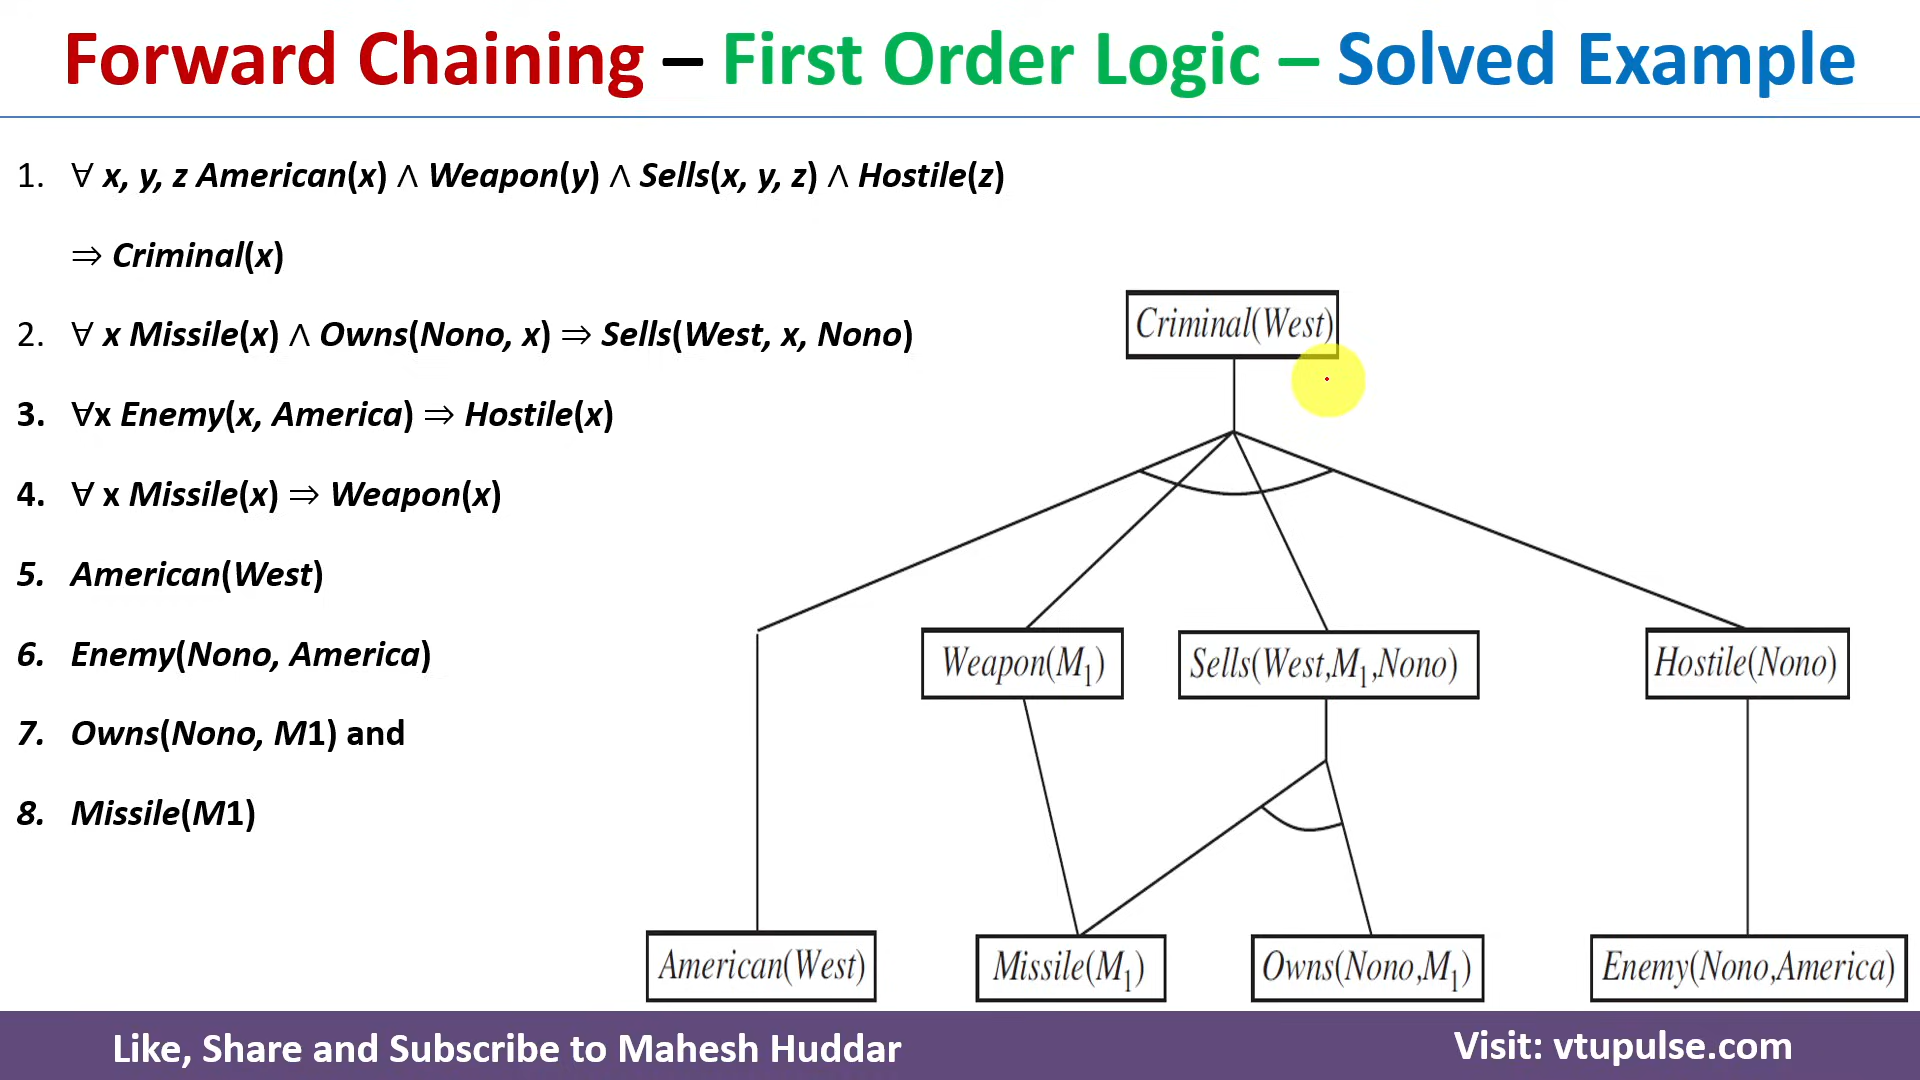 Forward Chaining – First Order Logic – Solved Example
1. ∀ x, y, z American(x) ∧ Weapon(y) ∧ Sells(x, y, z) ∧ Hostile(z)
⇒ Criminal(x)
2. ∀ x Missile(x) ∧ Owns(Nono, x) ⇒ Sells(West, x, Nono)
3. ∀x Enemy(x, America) ⇒ Hostile(x)
4. ∀ x Missile(x) ⇒ Weapon(x)
5. American(West)
6. Enemy(Nono, America)
7. Owns(Nono, M1) and
8. Missile(M1)
Criminal(West)
Weapon(M₁)
Sells(West,M₁,Nono)
Hostile(Nono)
American(West)
Missile(M₁)
Owns(Nono,M₁)
Enemy(Nono,America)
Like, Share and Subscribe to Mahesh Huddar
Visit: vtupulse.com